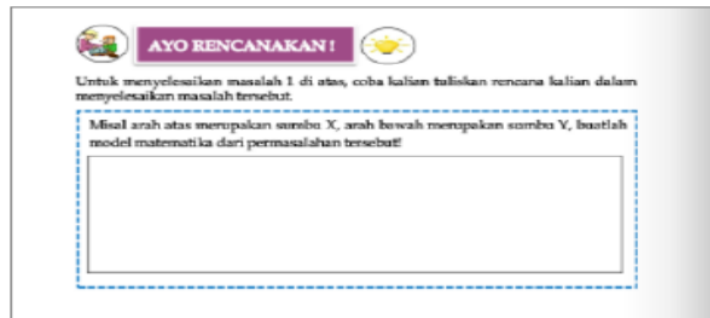 AYO RENCANAKAN !
Untuk menyelesaikan masalah 1 di atas, coba kalian tuliskan rencana kalian dalam
menyelesaikan masalah tersebut.
Misal arah atas merupakan sumbu X, arah bawah merupakan sumbu Y, buatlah
model matematika dari permasalahan tersebut!